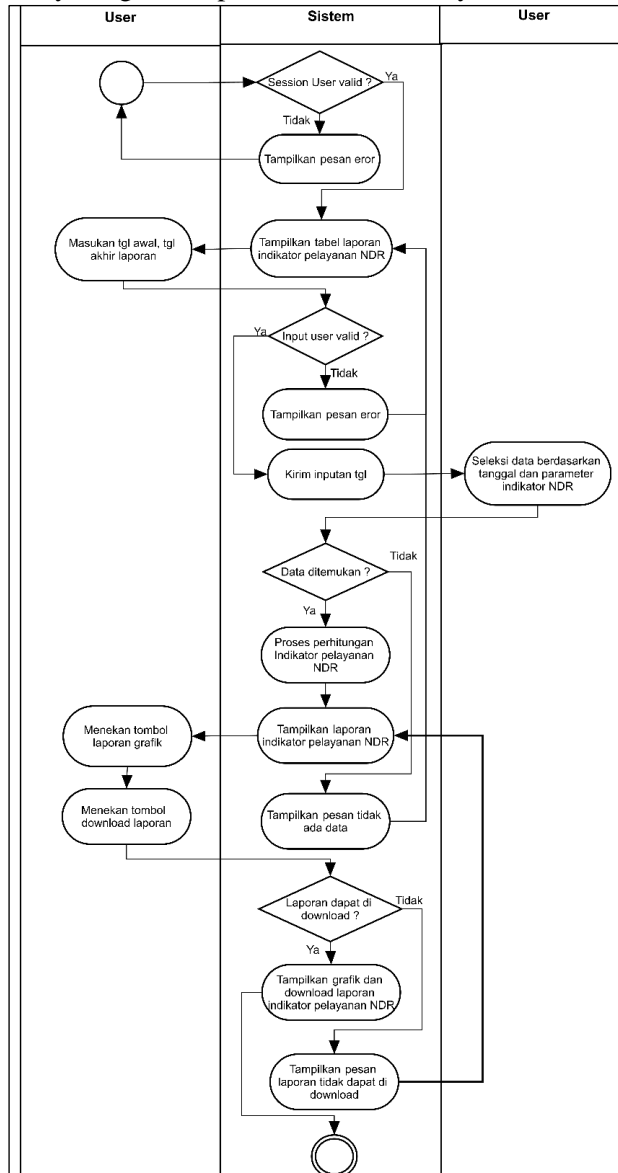 User
Sistem
User
Session User valid ?
Ya
Tidak
Tampilkan pesan eror
Masukan tgl awal, tgl
akhir laporan
Tampilkan tabel laporan
indikator pelayanan NDR
Ya
Input user valid ?
Tidak
Tampilkan pesan eror
Kirim inputan tgl
Seleksi data berdasarkan
tanggal dan parameter
indikator NDR
Data ditemukan ?
Tidak
Ya
Proses perhitungan
Indikator pelayanan
NDR
Menekan tombol
laporan grafik
Tampilkan laporan
indikator pelayanan NDR
Menekan tombol
download laporan
Tampilkan pesan tidak
ada data
Laporan dapat di
download ?
Tidak
Ya
Tampilkan grafik dan
download laporan
indikator pelayanan NDR
Tampilkan pesan
laporan tidak dapat di
download